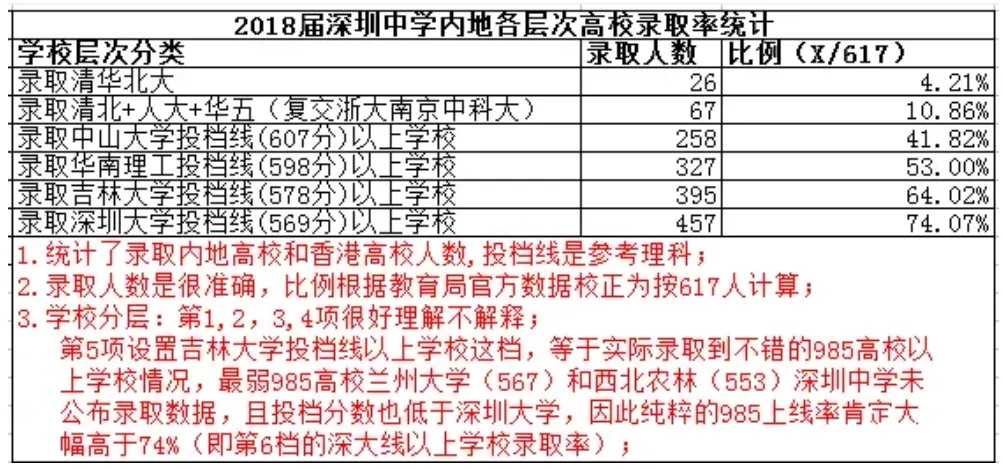 2018届深圳中学内地各层次高校录取率统计
学校层次分类 录取人数 比例（X/617）
录取清华北大 26 4.21%
录取清北+人大+华五（复交浙大南京中科大） 67 10.86%
录取中山大学投档线(607分)以上学校 258 41.82%
录取华南理工投档线(598分)以上学校 327 53.00%
录取吉林大学投档线(578分)以上学校 395 64.02%
录取深圳大学投档线(569分)以上学校 457 74.07%
1.统计了录取内地高校和香港高校人数,投档线是参考理科；
2.录取人数是很准确，比例根据教育局官方数据校正为按617人计算；
3.学校分层：第1,2，3,4项很好理解不解释；
第5项设置吉林大学投档线以上学校这档，等于实际录取到不错的985高校以
上学校情况，最弱985高校兰州大学（567）和西北农林（553）深圳中学未
公布录取数据，且投档分数也低于深圳大学，因此纯粹的985上线率肯定大
幅高于74%（即第6档的深大线以上学校录取率）；